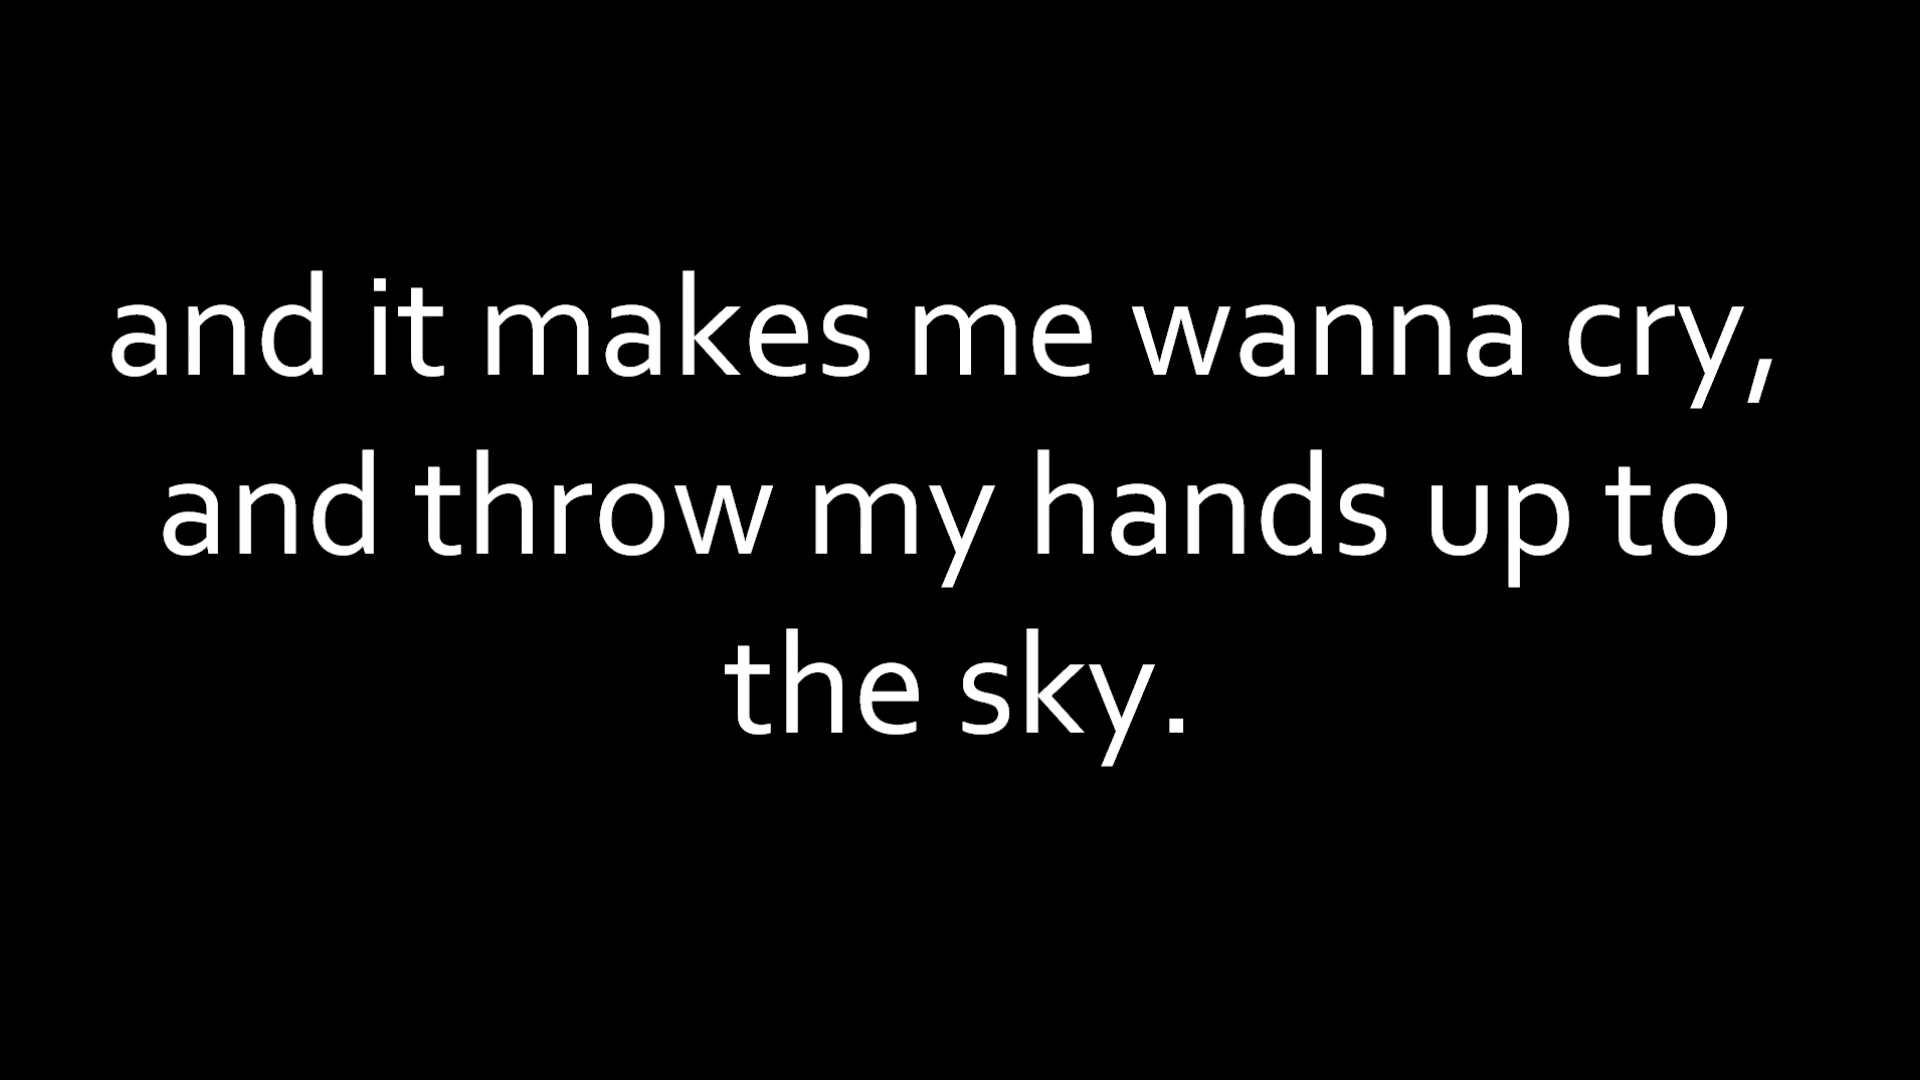 and it makes me wanna cry,
and throw my hands up to
the sky.